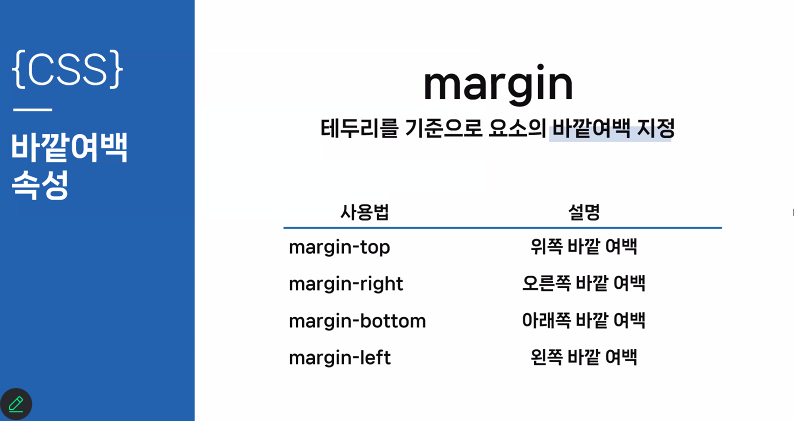 {CSS}
바깥여백
속성
margin
테두리를 기준으로 요소의 바깥여백 지정
사용법 설명
margin-top 위쪽 바깥 여백
margin-right 오른쪽 바깥 여백
margin-bottom 아래쪽 바깥 여백
margin-left 왼쪽 바깥 여백